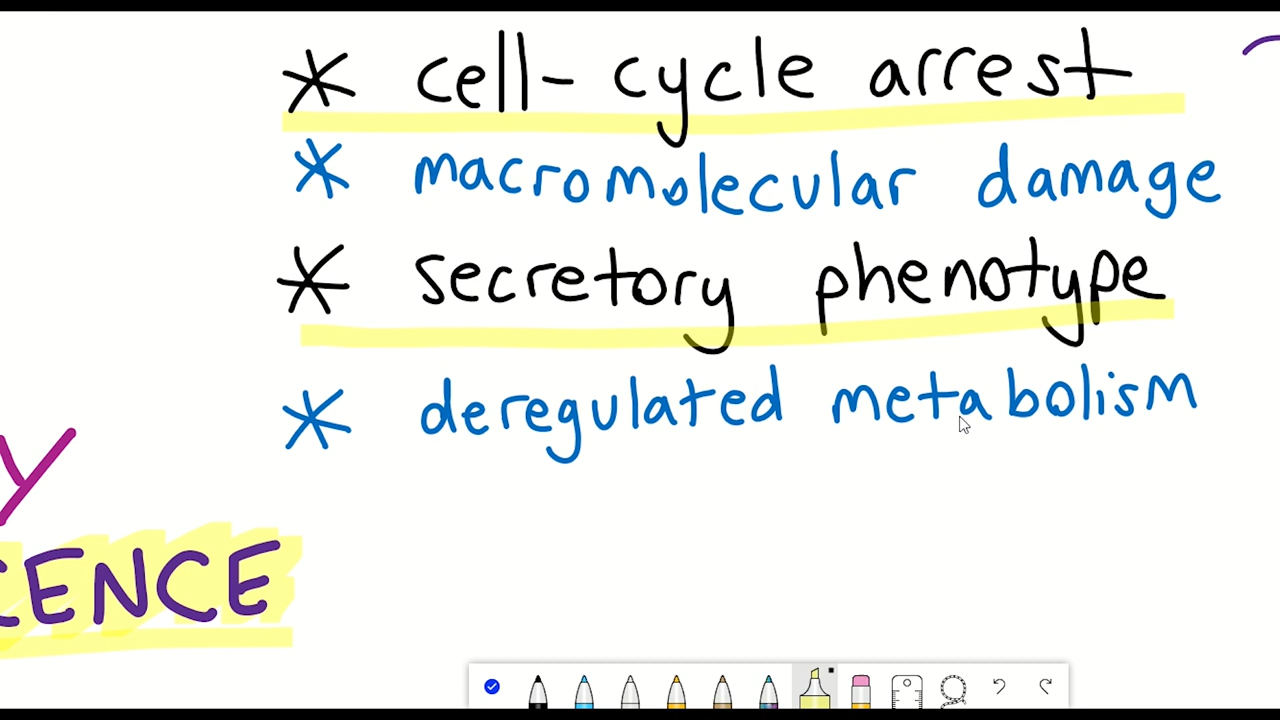 * cell-cycle arrest
* macromolecular damage
* secretory phenotype
* deregulated metabolism
Y
CENCE